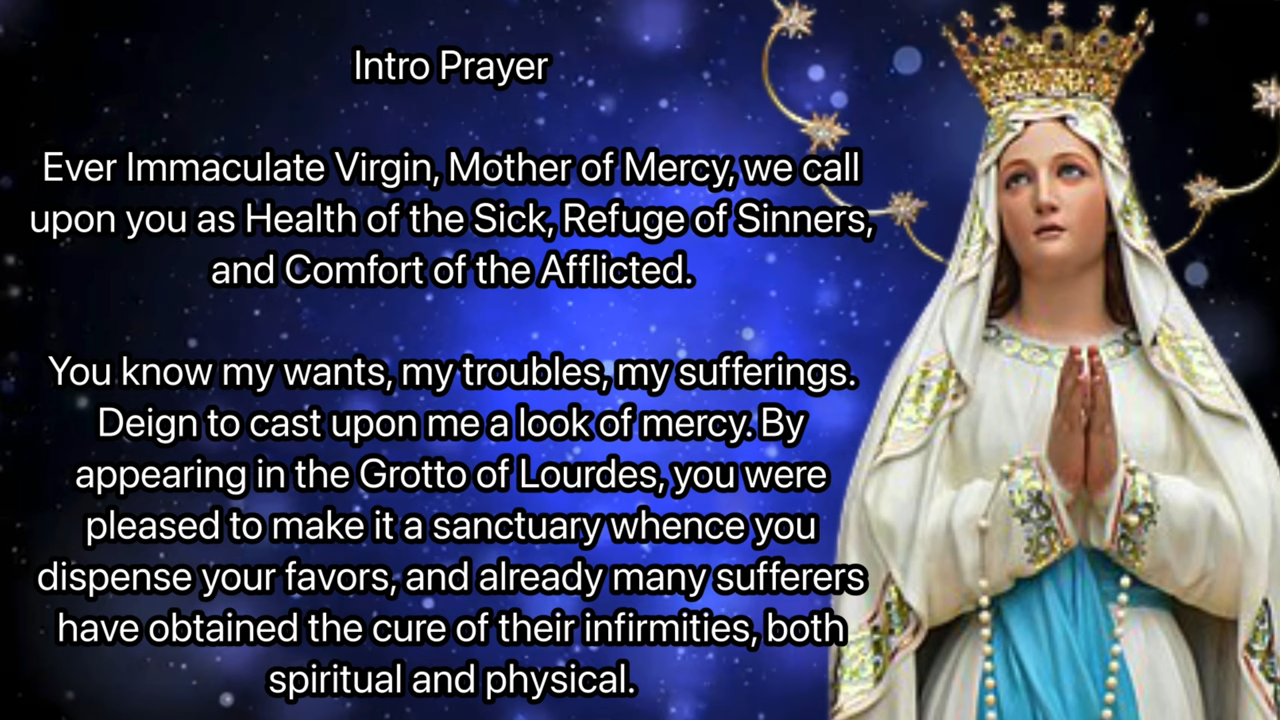 Intro Prayer
Ever Immaculate Virgin, Mother of Mercy, we call
upon you as Health of the Sick, Refuge of Sinners,
and Comfort of the Afflicted.
You know my wants, my troubles, my sufferings.
Deign to cast upon me a look of mercy. By
appearing in the Grotto of Lourdes, you were
pleased to make it a sanctuary whence you
dispense your favors, and already many sufferers
have obtained the cure of their infirmities, both
spiritual and physical.